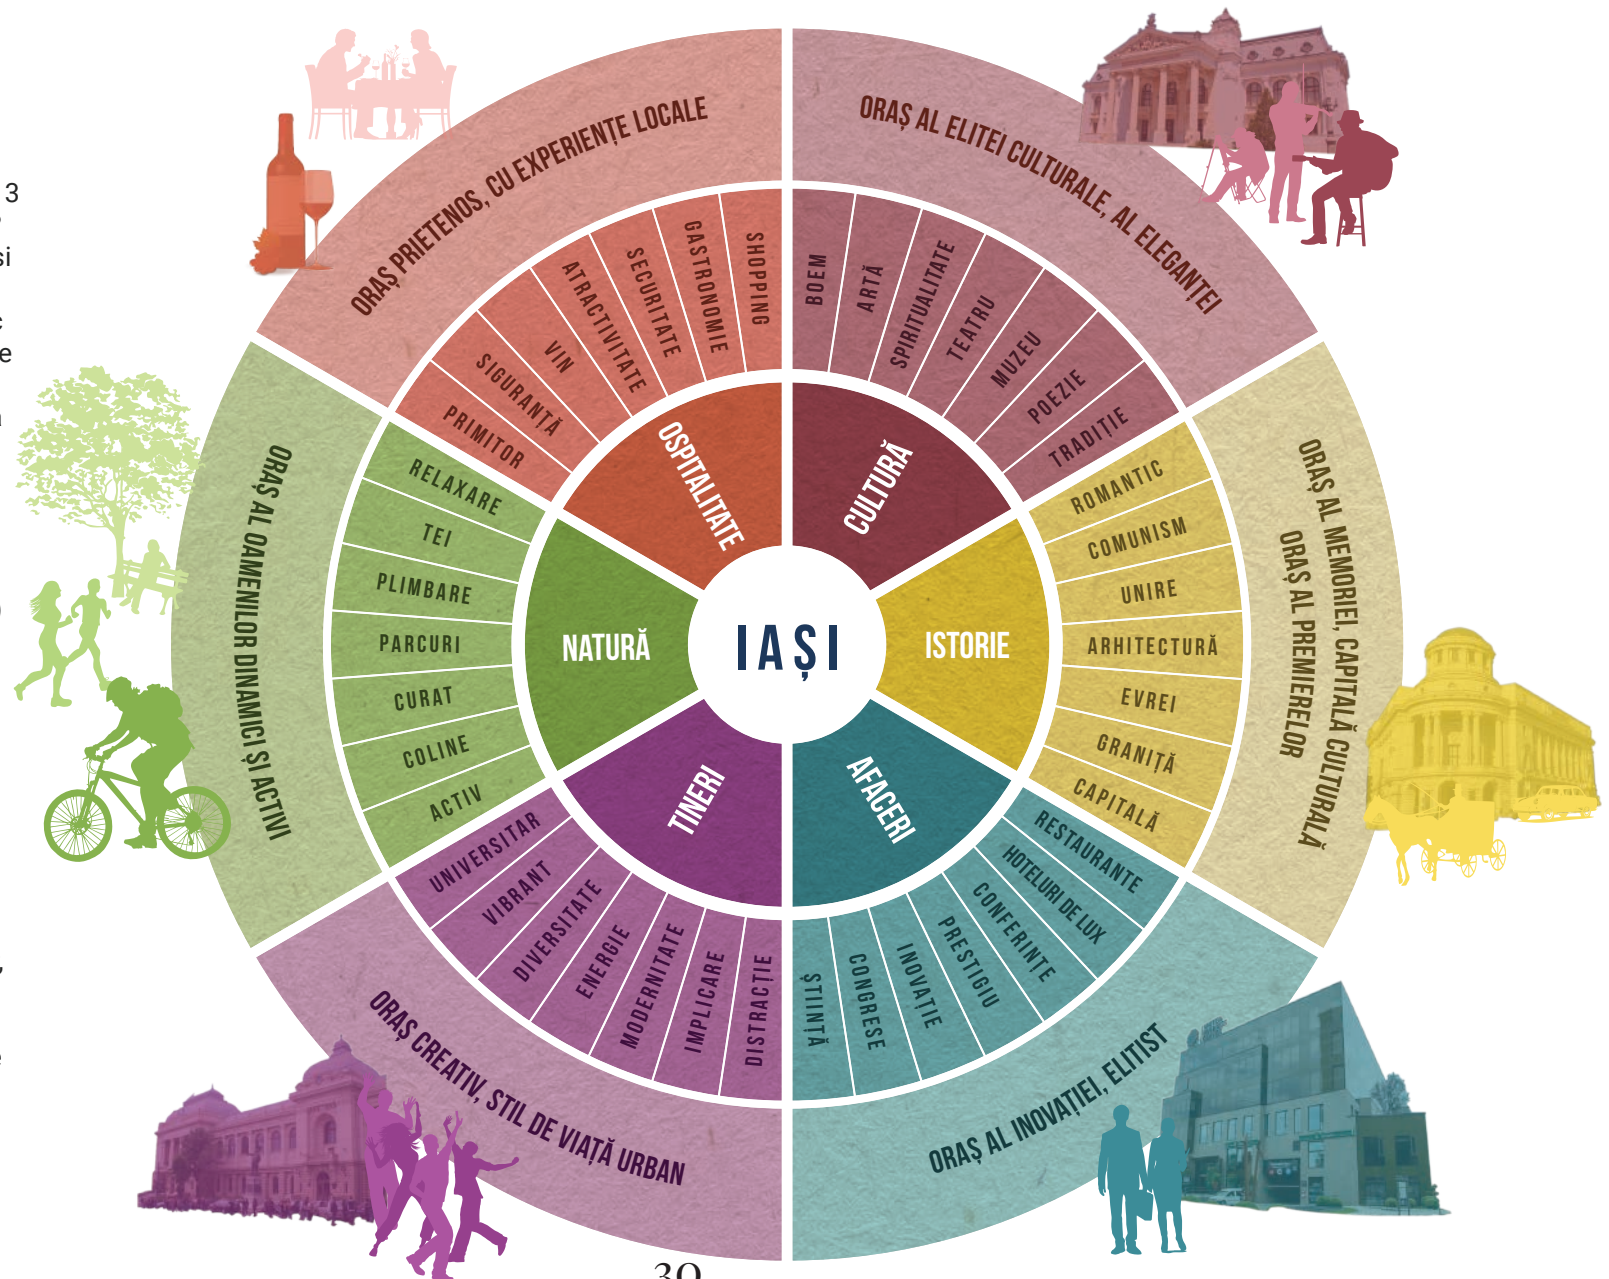 3
si
c
e
ORAȘ PRIETENOS, CU EXPERIENȚE LOCALE
PRIMITOR
SIGURANȚĂ
VIN
ATRACTIVITATE
SECURITATE
GASTRONOMIE
SHOPPING
OSPITALITATE
ORAȘ AL ELITEI CULTURALE, AL ELEGANȚEI
BOEM
ARTĂ
SPIRITUALITATE
TEATRU
MUZEU
POEZIE
TRADIȚIE
CULTURĂ
ORAȘ AL MEMORIEI, CAPITALĂ CULTURALĂ
ORAȘ AL PREMIERELOR
ROMANTIC
COMUNISM
UNIRE
ARHITECTURĂ
EVREI
GRANIȚĂ
CAPITALĂ
ISTORIE
IAȘI
ORAȘ AL INOVAȚIEI, ELITIST
RESTAURANTE
HOTELURI DE LUX
CONFERINȚE
PRESTIGIU
INOVAȚIE
CONGRESE
ȘTIINȚĂ
AFACERI
ORAȘ CREATIV, STIL DE VIAȚĂ URBAN
UNIVERSITAR
VIBRANT
DIVERSITATE
ENERGIE
MODERNITATE
IMPLICARE
DISTRACȚIE
TINERI
ORAȘ AL OAMENILOR DINAMICI ȘI ACTIVI
RELAXARE
TEI
PLIMBARE
PARCURI
CURAT
COLINE
ACTIV
NATURĂ
30